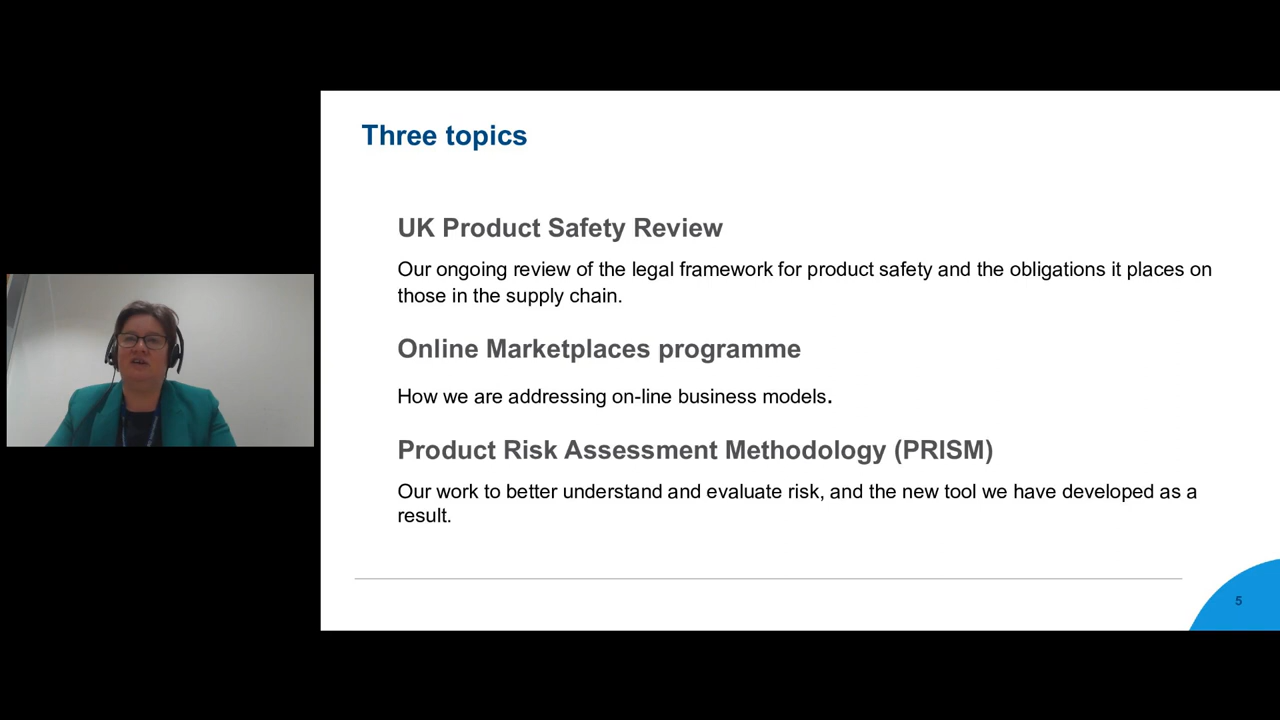 Three topics
UK Product Safety Review
Our ongoing review of the legal framework for product safety and the obligations it places on
those in the supply chain.
Online Marketplaces programme
How we are addressing on-line business models.
Product Risk Assessment Methodology (PRISM)
Our work to better understand and evaluate risk, and the new tool we have developed as a
result.
5